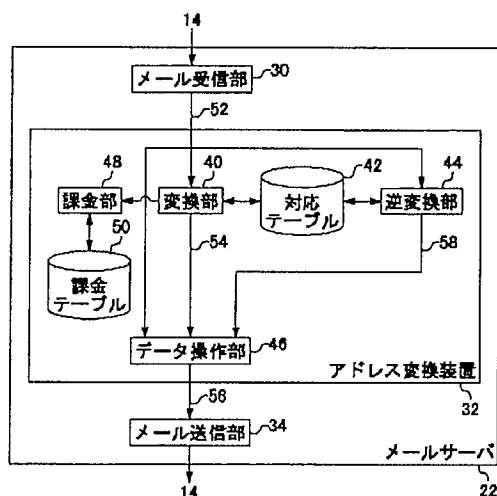 14
メール受信部
30
52
48
40
42
44
課金部
変換部
対応
テーブル
逆変換部
50
54
58
課金
テーブル
データ操作部
46
アドレス変換装置
32
56
メール送信部
34
メールサーバ
14
22